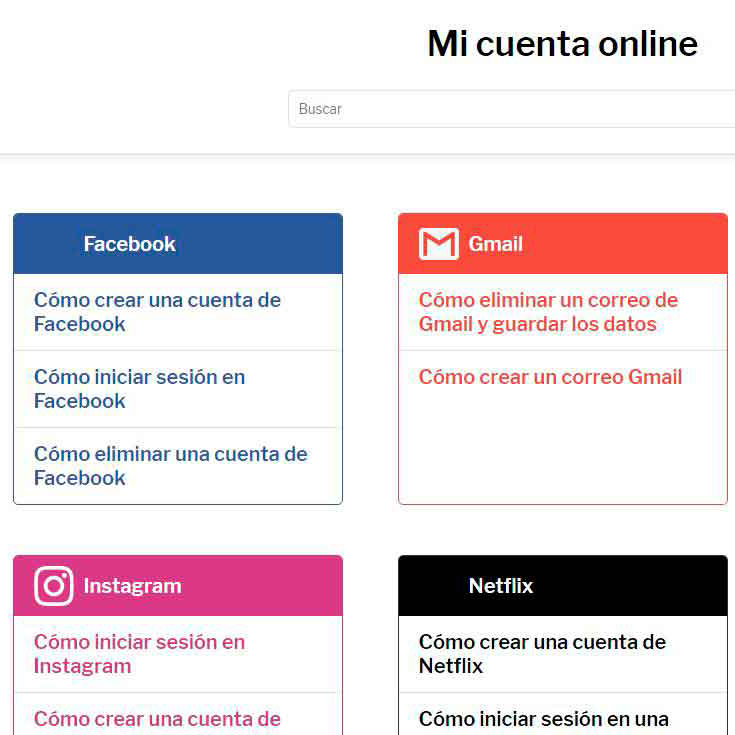 Mi cuenta online
Buscar
Facebook
Cómo crear una cuenta de
Facebook
Cómo iniciar sesión en
Facebook
Cómo eliminar una cuenta de
Facebook
Gmail
Cómo eliminar un correo de
Gmail y guardar los datos
Cómo crear un correo Gmail
Instagram
Cómo iniciar sesión en
Instagram
Cómo crear una cuenta de
Netflix
Cómo crear una cuenta de
Netflix
Cómo iniciar sesión en una